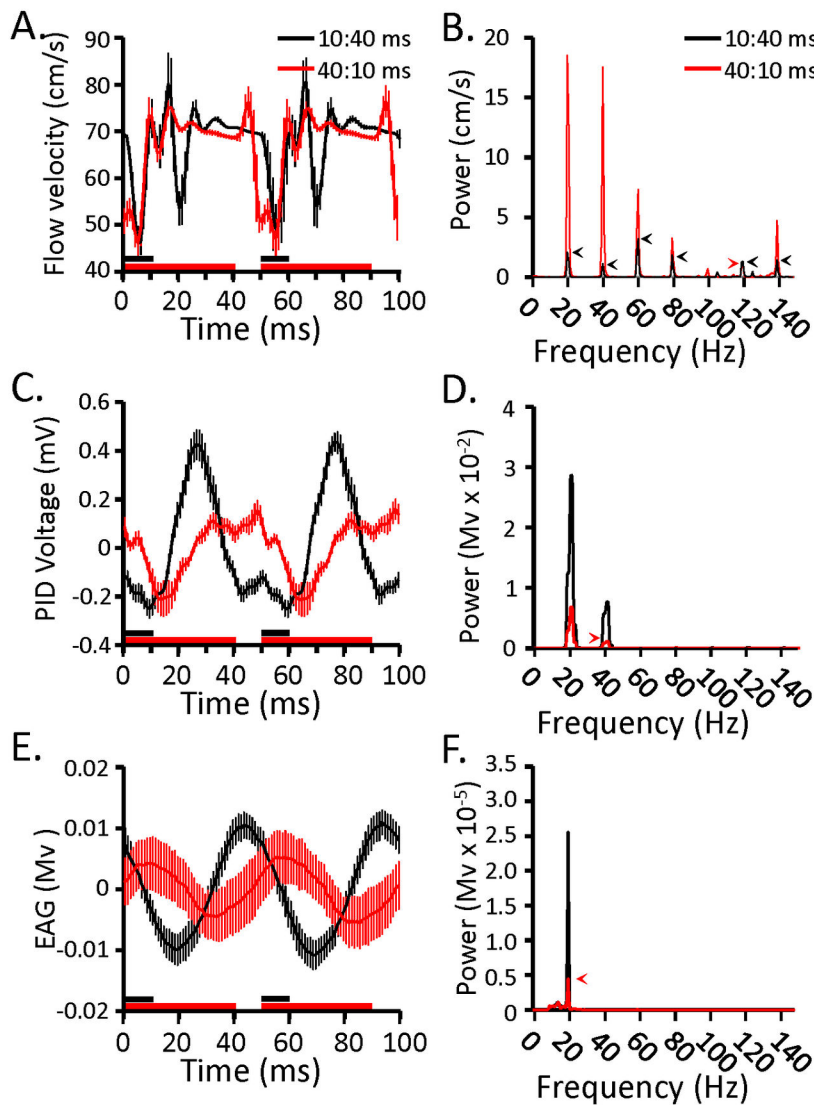 A.
10:40 ms
40:10 ms
Flow velocity (cm/s)
90
80
70
60
50
40
0 20 40 60 80 100
Time (ms)
B.
10:40 ms
40:10 ms
Power (cm/s)
20
15
10
5
0
0 20 40 60 80 100 120 140
Frequency (Hz)
C.
PID Voltage (mV)
0.6
0.4
0.2
0
-0.2
-0.4
0 20 40 60 80 100
Time (ms)
D.
Power (Mv x 10-2)
4
3
2
1
0
0 20 40 60 80 100 120 140
Frequency (Hz)
E.
EAG (Mv)
0.02
0.01
0
-0.01
-0.02
0 20 40 60 80 100
Time (ms)
F.
Power (Mv x 10-5)
3.5
3.0
2.5
2.0
1.5
1.0
0.5
0.0
0 20 40 60 80 100 120 140
Frequency (Hz)